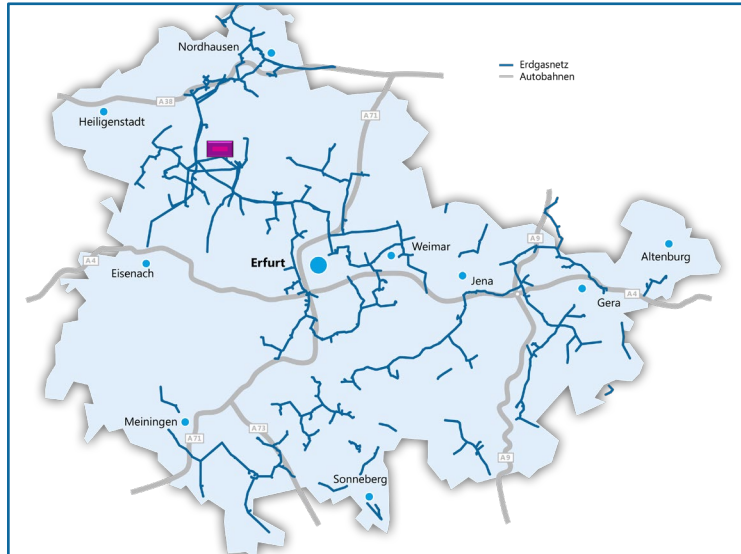 Nordhausen
Erdgasnetz
Autobahnen
A38
Heiligenstadt
A71
Weimar
A9
Altenburg
Erfurt
A4
Eisenach
Jena
Gera
A4
Meiningen
A71
A73
A9
Sonneberg